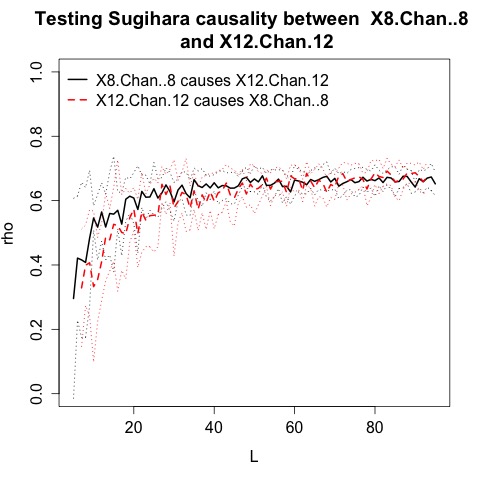 Testing Sugihara causality between  X8.Chan..8
and X12.Chan.12
X8.Chan..8 causes X12.Chan.12
X12.Chan.12 causes X8.Chan..8
rho
1.0
0.8
0.6
0.4
0.2
0.0
20 40 60 80
L